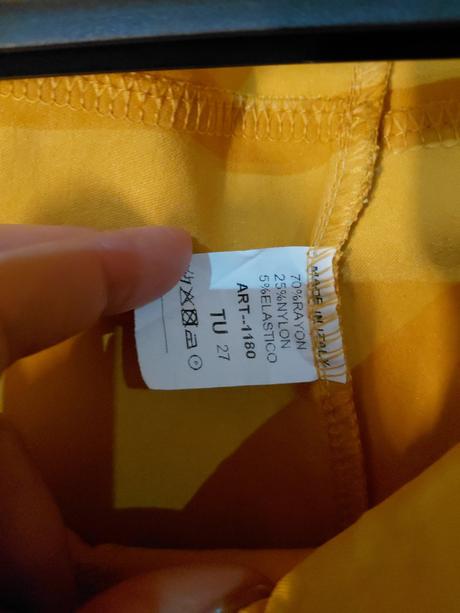 MADE IN ITALY
70%RAYON
25%NYLON
5%ELASTICO
ART--1180
TU 27